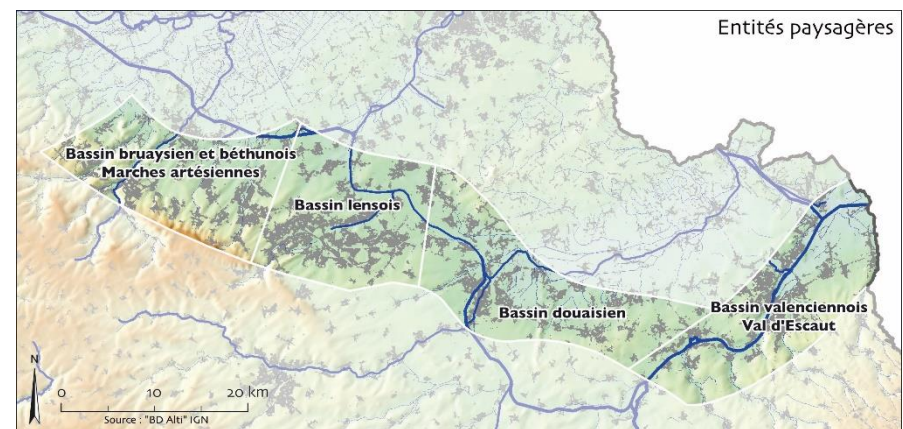 Entités paysagères
Bassin bruaysien et béthunois
Marches artésiennes
Bassin lensois
Bassin douaisien
Bassin valenciennois
Val d'Escaut
N
0 10 20 km
Source : "BD Alti" IGN